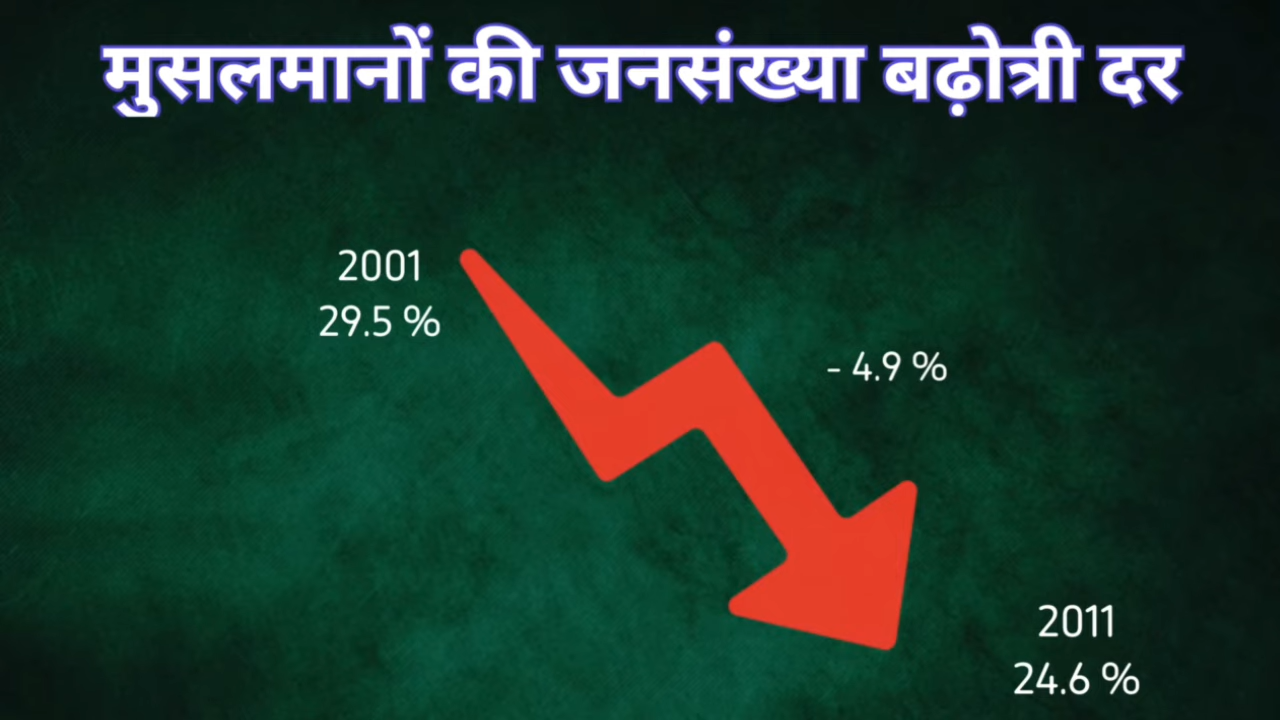 मुसलमानों की जनसंख्या बढ़ोत्री दर
2001
29.5 %
- 4.9 %
2011
24.6 %